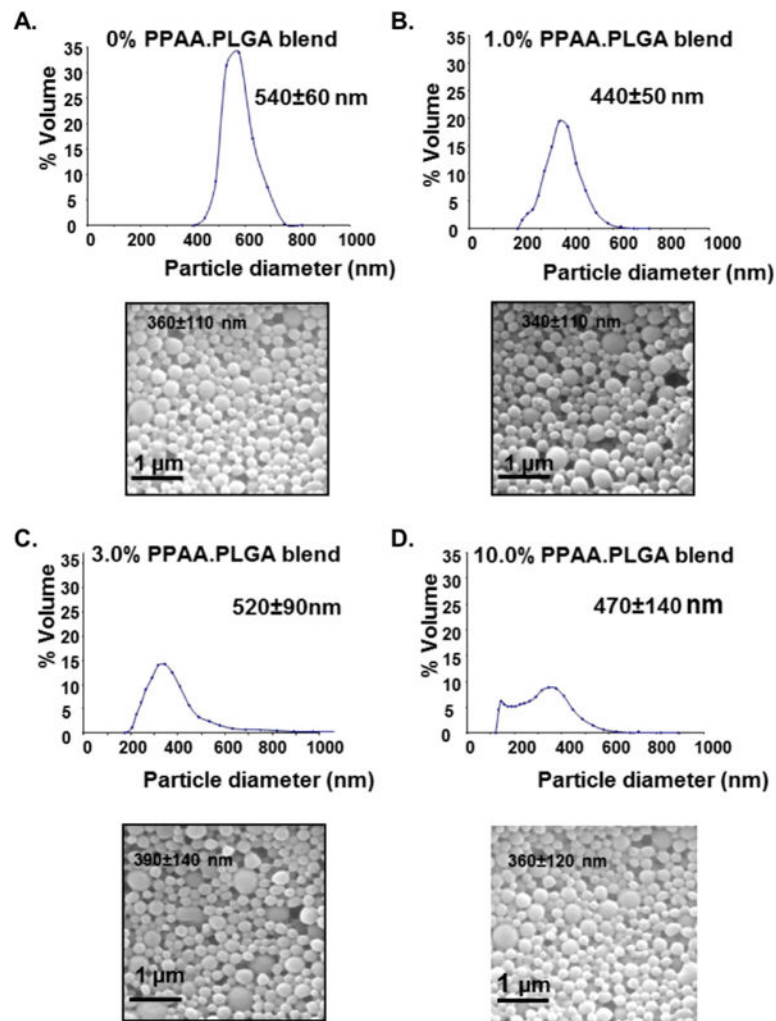 A.
0% PPAA.PLGA blend
35
30
25
20
15
10
5
0
% Volume
540±60 nm
0 200 400 600 800 1000
Particle diameter (nm)
360±110 nm
1 µm
B.
1.0% PPAA.PLGA blend
35
30
25
20
15
10
5
0
% Volume
440±50 nm
0 200 400 600 800 1000
Particle diameter (nm)
340±110 nm
1 µm
C.
3.0% PPAA.PLGA blend
35
30
25
20
15
10
5
0
% Volume
520±90nm
0 200 400 600 800 1000
Particle diameter (nm)
390±140 nm
1 µm
D.
10.0% PPAA.PLGA blend
35
30
25
20
15
10
5
0
% Volume
470±140 nm
0 200 400 600 800 1000
Particle diameter (nm)
360±120 nm
1 µm